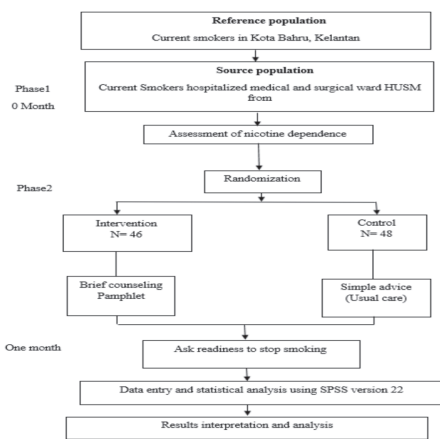 Reference population
Current smokers in Kota Bahru, Kelantan
Source population
Phase1
Current Smokers hospitalized medical and surgical ward HUSM
from
0 Month
Assessment of nicotine dependence
Randomization
Phase2
Intervention
N= 46
Control
N= 48
Brief counseling
Pamphlet
Simple advice
(Usual care)
One month
Ask readiness to stop smoking
Data entry and statistical analysis using SPSS version 22
Results interpretation and analysis